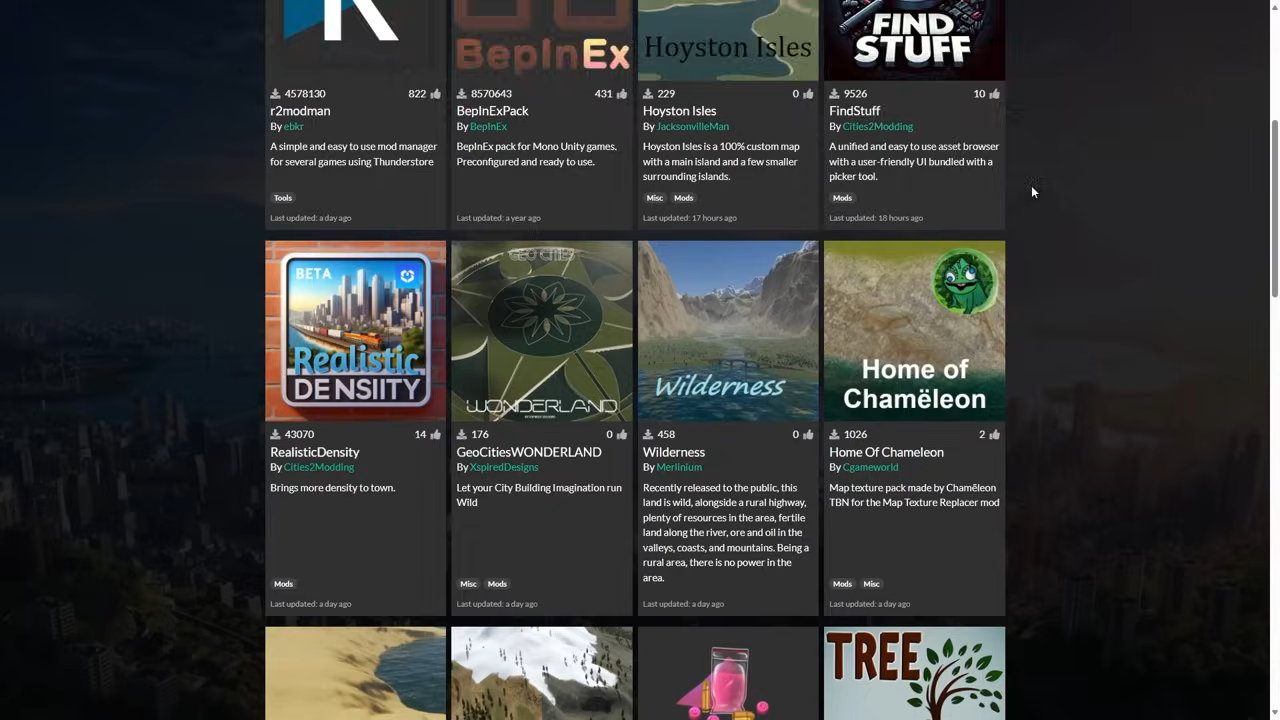 BepInEx
Hoyston Isles
FIND
STUFF
4578130 822
r2modman
By ebkr
A simple and easy to use mod manager
for several games using Thunderstore
Tools
Last updated: a day ago
8570643 431
BepInExPack
By BepInEx
BepInEx pack for Mono Unity games.
Preconfigured and ready to use.
Last updated: a year ago
229 0
Hoyston Isles
By JacksonvilleMan
Hoyston Isles is a 100% custom map
with a main island and a few smaller
surrounding islands.
Misc Mods
Last updated: 17 hours ago
9526 10
FindStuff
By Cities2Modding
A unified and easy to use asset browser
with a user-friendly UI bundled with a
picker tool.
Mods
Last updated: 18 hours ago
BETA
Realistic
DENSIITY
43070 14
RealisticDensity
By Cities2Modding
Brings more density to town.
Mods
Last updated: a day ago
GEO CITIES
WONDERLAND
176 0
GeoCitiesWONDERLAND
By XspiredDesigns
Let your City Building Imagination run
Wild
Misc Mods
Last updated: a day ago
Wilderness
458 0
Wilderness
By Merlinium
Recently released to the public, this
land is wild, alongside a rural highway,
plenty of resources in the area, fertile
land along the river, ore and oil in the
valleys, coasts, and mountains. Being a
rural area, there is no power in the
area.
Last updated: a day ago
Home of
Chamëleon
1026 2
Home Of Chameleon
By Cgameworld
Map texture pack made by Chamëleon
TBN for the Map Texture Replacer mod
Mods Misc
Last updated: a day ago
TREE